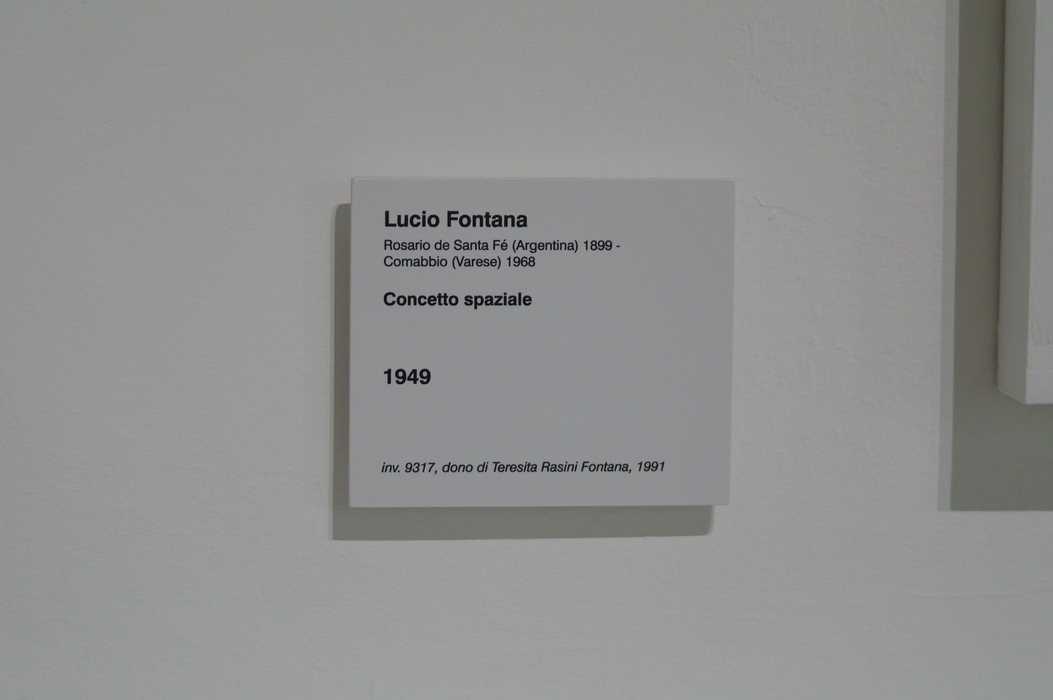 Lucio Fontana
Rosario de Santa Fé (Argentina) 1899 -
Comabbio (Varese) 1968
Concetto spaziale
1949
inv. 9317, dono di Teresita Rasini Fontana, 1991